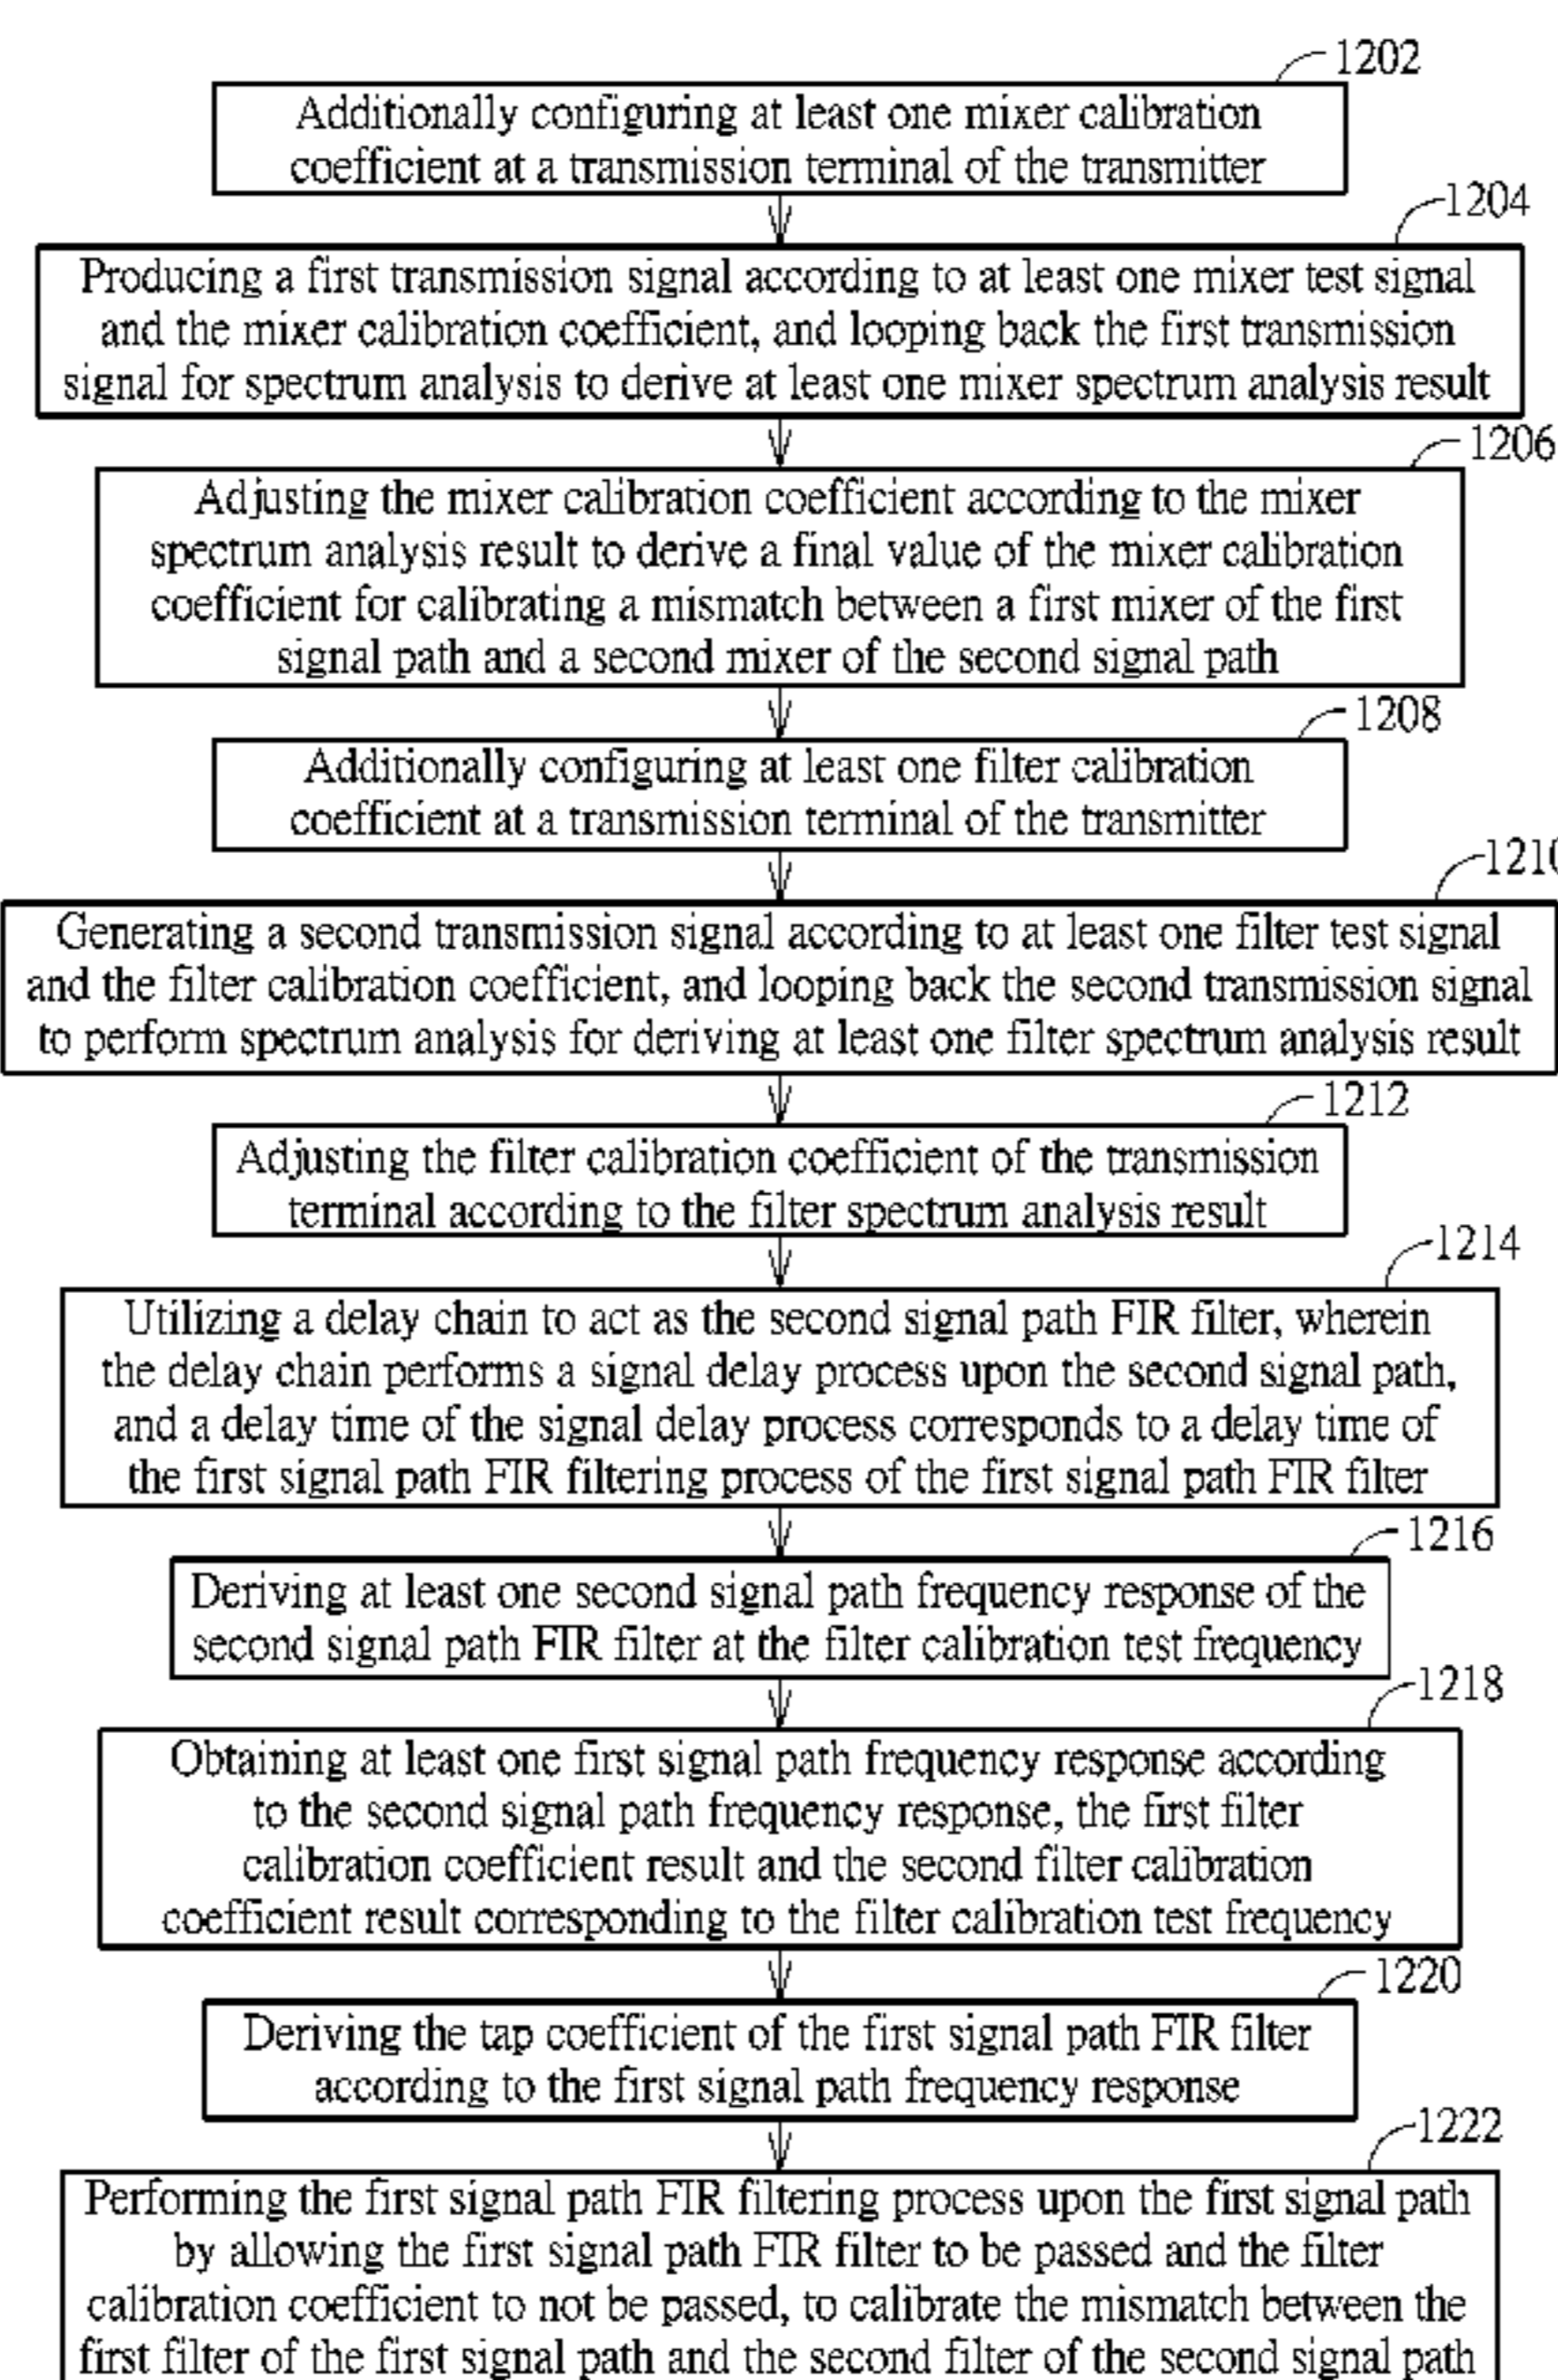 1202
Additionally configuring at least one mixer calibration
coefficient at a transmission terminal of the transmitter
1204
Producing a first transmission signal according to at least one mixer test signal
and the mixer calibration coefficient, and looping back the first transmission
signal for spectrum analysis to derive at least one mixer spectrum analysis result
1206
Adjusting the mixer calibration coefficient according to the mixer
spectrum analysis result to derive a final value of the mixer calibration
coefficient for calibrating a mismatch between a first mixer of the first
signal path and a second mixer of the second signal path
1208
Additionally configuring at least one filter calibration
coefficient at a transmission terminal of the transmitter
1210
Generating a second transmission signal according to at least one filter test signal
and the filter calibration coefficient, and looping back the second transmission signal
to perform spectrum analysis for deriving at least one filter spectrum analysis result
1212
Adjusting the filter calibration coefficient of the transmission
terminal according to the filter spectrum analysis result
1214
Utilizing a delay chain to act as the second signal path FIR filter, wherein
the delay chain performs a signal delay process upon the second signal path,
and a delay time of the signal delay process corresponds to a delay time of
the first signal path FIR filtering process of the first signal path FIR filter
1216
Deriving at least one second signal path frequency response of the
second signal path FIR filter at the filter calibration test frequency
1218
Obtaining at least one first signal path frequency response according
to the second signal path frequency response, the first filter
calibration coefficient result and the second filter calibration
coefficient result corresponding to the filter calibration test frequency
1220
Deriving the tap coefficient of the first signal path FIR filter
according to the first signal path frequency response
1222
Performing the first signal path FIR filtering process upon the first signal path
by allowing the first signal path FIR filter to be passed and the filter
calibration coefficient to not be passed, to calibrate the mismatch between the
first filter of the first signal path and the second filter of the second signal path